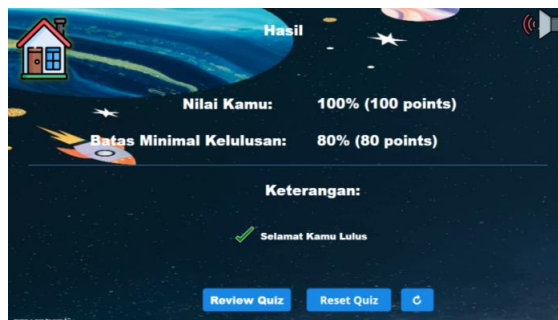 Hasil
Nilai Kamu: 100% (100 points)
Batas Minimal Kelulusan: 80% (80 points)
Keterangan:
Selamat Kamu Lulus
Review Quiz Reset Quiz